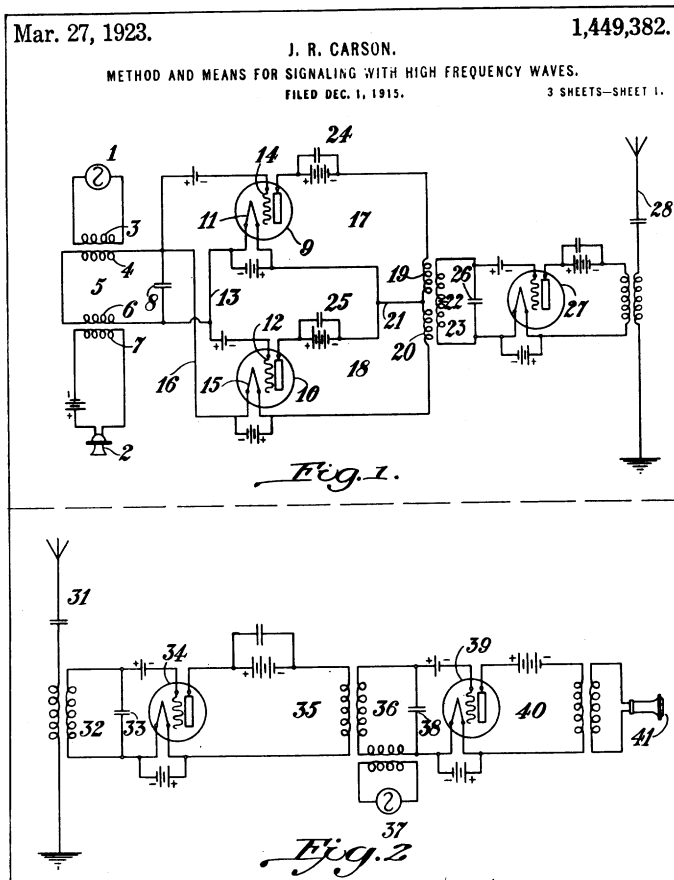 Mar. 27, 1923. 1,449,382.
J. R. CARSON.
METHOD AND MEANS FOR SIGNALING WITH HIGH FREQUENCY WAVES.
FILED DEC. 1, 1915. 3 SHEETS—SHEET 1.
1 14 24
3 11 17 28
4 9
5 8 13 19 26 27
6 12 25 21 22
7 23
16 15 10 18 20
2
Fig. 1.
31 34 39
32 33 35 36 38 40 41
37
Fig. 2